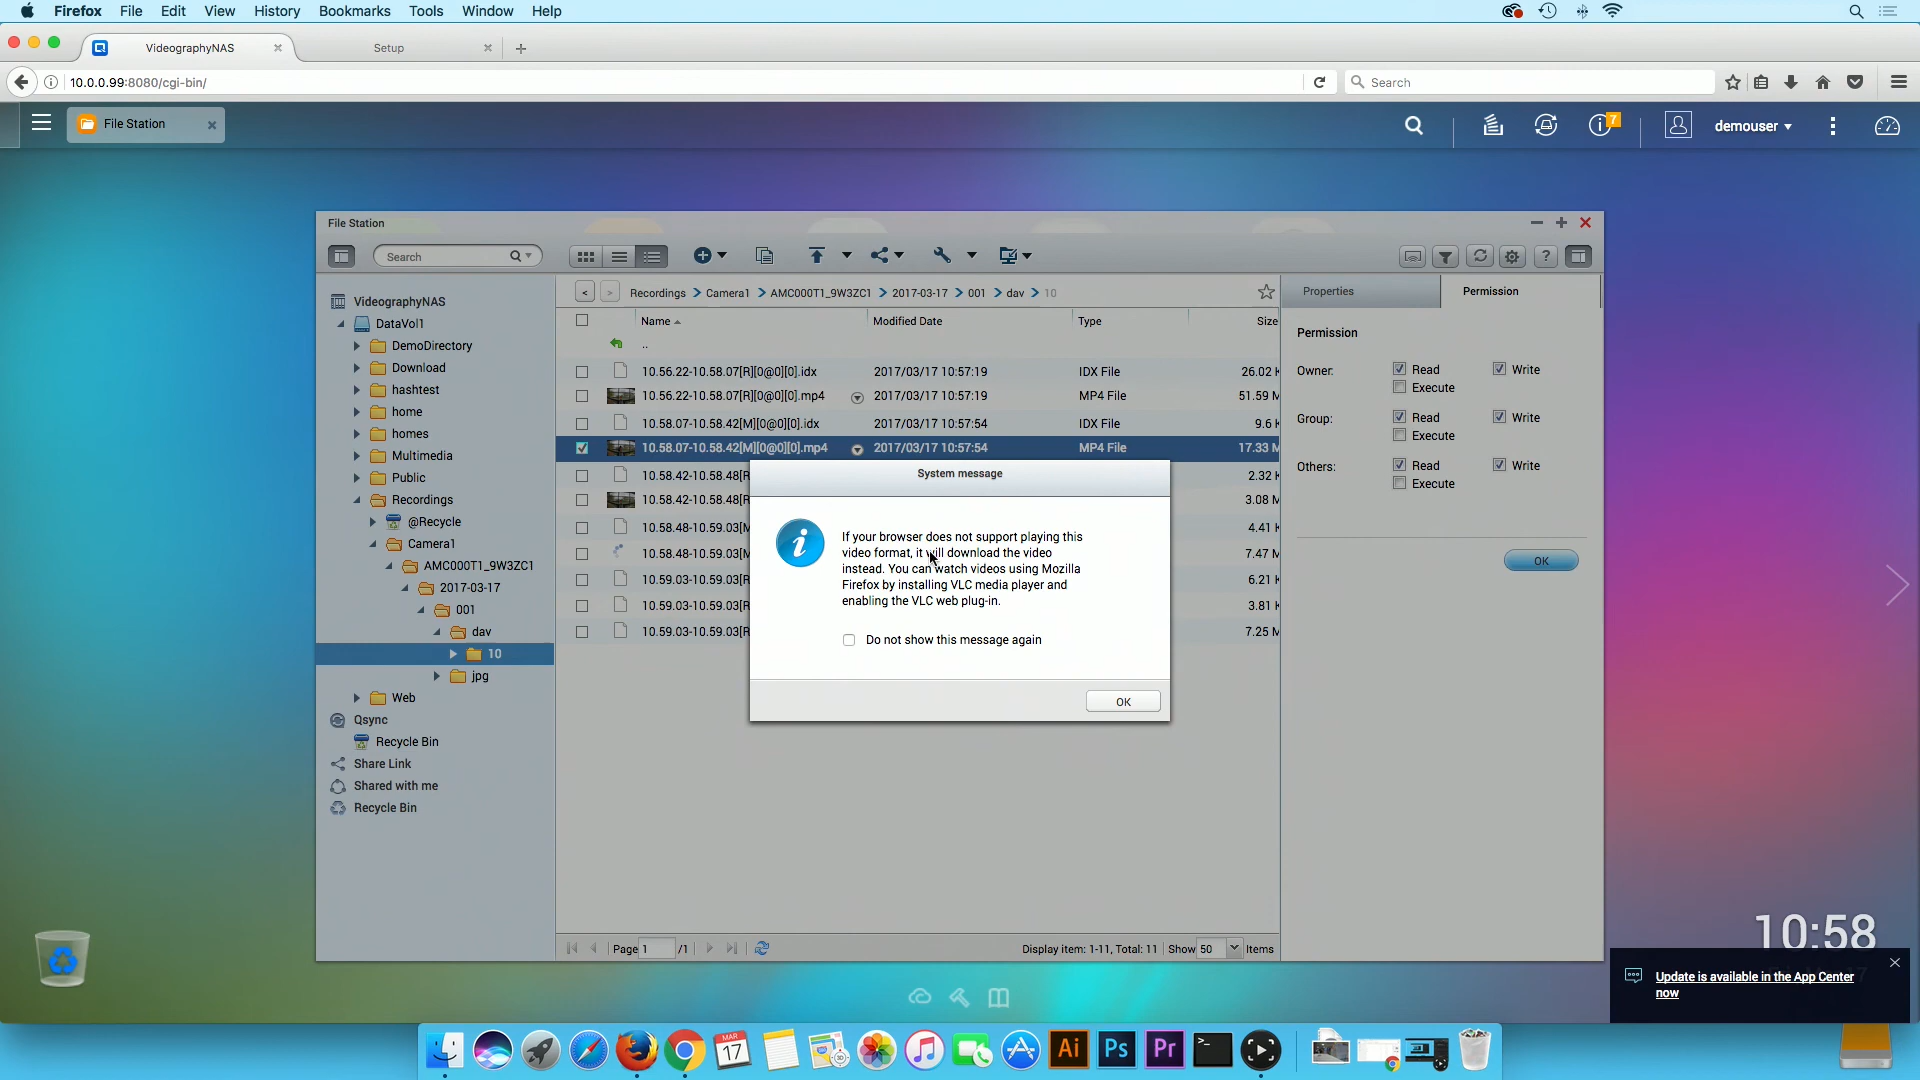 Firefox File Edit View History Bookmarks Tools Window Help
VideographyNAS Setup
10.0.0.99:8080/cgi-bin/ Search
File Station 7 demouser
File Station
Search
VideographyNAS
DataVol1
DemoDirectory
Download
hashtest
home
homes
Multimedia
Public
Recordings
@Recycle
Camera1
AMC000T1_9W3ZC1
2017-03-17
001
dav
10
jpg
Web
Qsync
Recycle Bin
Share Link
Shared with me
Recycle Bin
Recordings > Camera1 > AMC000T1_9W3ZC1 > 2017-03-17 > 001 > dav > 10
Name Modified Date Type Size
..
10.56.22-10.58.07[R][0@0][0].idx 2017/03/17 10:57:19 IDX File 26.02 K
10.56.22-10.58.07[R][0@0][0].mp4 2017/03/17 10:57:19 MP4 File 51.59 M
10.58.07-10.58.42[M][0@0][0].idx 2017/03/17 10:57:54 IDX File 9.6 K
10.58.07-10.58.42[M][0@0][0].mp4 2017/03/17 10:57:54 MP4 File 17.33 M
10.58.42-10.58.48[R 2.32 K
10.58.42-10.58.48[R 3.08 M
10.58.48-10.59.03[M 4.41 K
10.58.48-10.59.03[M 7.47 M
10.59.03-10.59.03[R 6.21 K
10.59.03-10.59.03[R 3.81 K
10.59.03-10.59.03[R 7.25 M
System message
If your browser does not support playing this
video format, it will download the video
instead. You can watch videos using Mozilla
Firefox by installing VLC media player and
enabling the VLC web plug-in.
Do not show this message again
OK
Page 1 /1 Display item: 1-11, Total: 11 Show 50 Items
Properties Permission
Permission
Owner: Read Write
Execute
Group: Read Write
Execute
Others: Read Write
Execute
OK
10:58
Update is available in the App Center
now
MAR
17
Ai Ps Pr